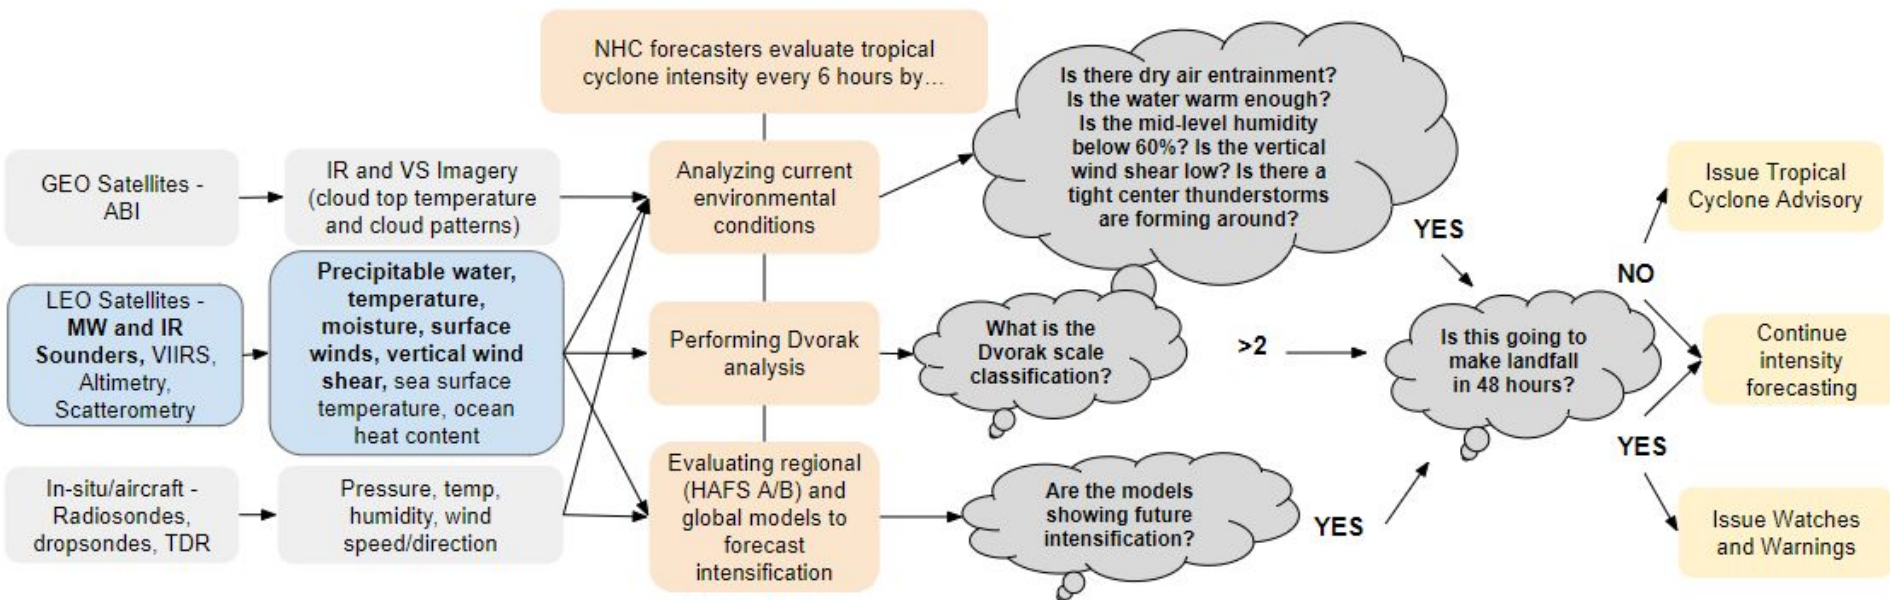 NHC forecasters evaluate tropical
cyclone intensity every 6 hours by…
GEO Satellites -
ABI
IR and VS Imagery
(cloud top temperature
and cloud patterns)
Analyzing current
environmental
conditions
Is there dry air entrainment?
Is the water warm enough?
Is the mid-level humidity
below 60%? Is the vertical
wind shear low? Is there a
tight center thunderstorms
are forming around?
YES
LEO Satellites -
MW and IR
Sounders, VIIRS,
Altimetry,
Scatterometry
Precipitable water,
temperature,
moisture, surface
winds, vertical wind
shear, sea surface
temperature, ocean
heat content
Performing Dvorak
analysis
What is the
Dvorak scale
classification?
>2
In-situ/aircraft -
Radiosondes,
dropsondes, TDR
Pressure, temp,
humidity, wind
speed/direction
Evaluating regional
(HAFS A/B) and
global models to
forecast
intensification
Are the models
showing future
intensification?
YES
Is this going to
make landfall
in 48 hours?
NO
YES
Issue Tropical
Cyclone Advisory
Continue
intensity
forecasting
Issue Watches
and Warnings